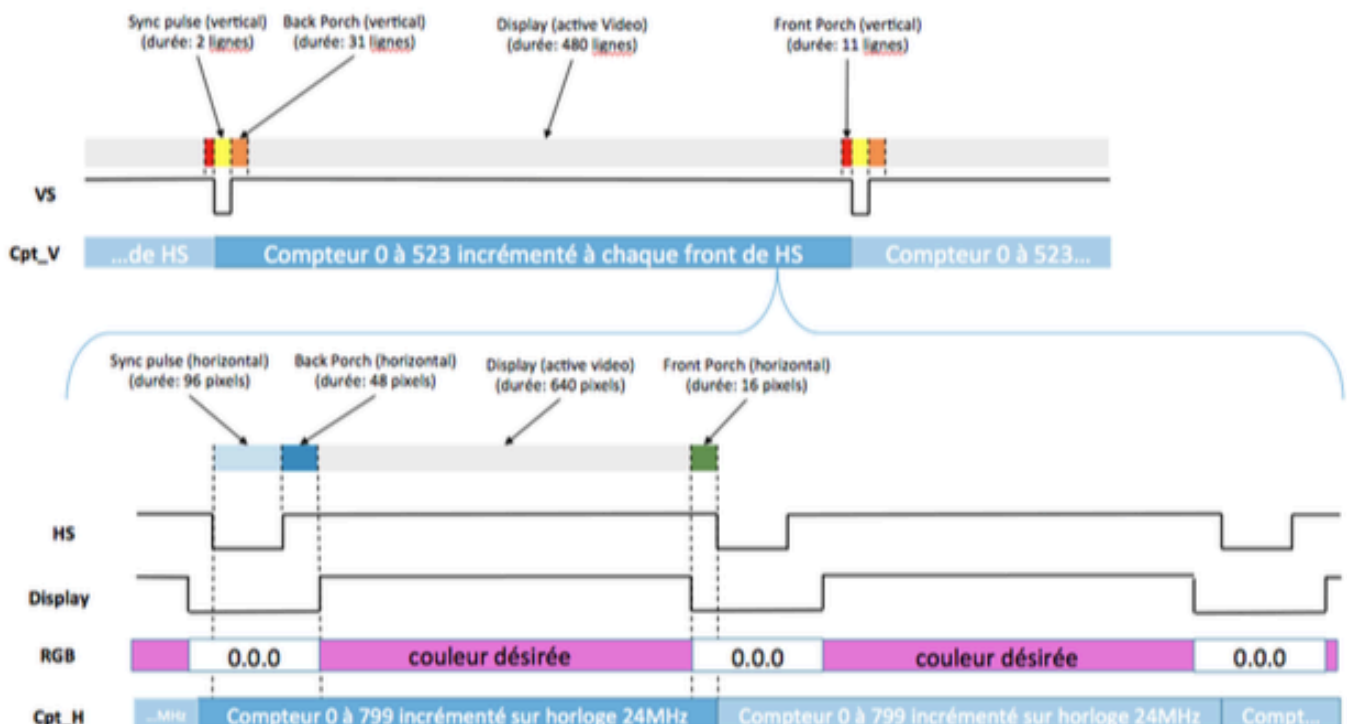 Sync pulse (vertical)
(durée: 2 lignes)
Back Porch (vertical)
(durée: 31 lignes)
Display (active Video)
(durée: 480 lignes)
Front Porch (vertical)
(durée: 11 lignes)
VS
Cpt_V
...de HS
Compteur 0 à 523 incrémenté à chaque front de HS
Compteur 0 à 523...
Sync pulse (horizontal)
(durée: 96 pixels)
Back Porch (horizontal)
(durée: 48 pixels)
Display (active video)
(durée: 640 pixels)
Front Porch (horizontal)
(durée: 16 pixels)
HS
Display
RGB
0.0.0
couleur désirée
0.0.0
couleur désirée
0.0.0
Cpt_H
...MHz
Compteur 0 à 799 incrémenté sur horloge 24MHz
Compteur 0 à 799 incrémenté sur horloge 24MHz
Compt...